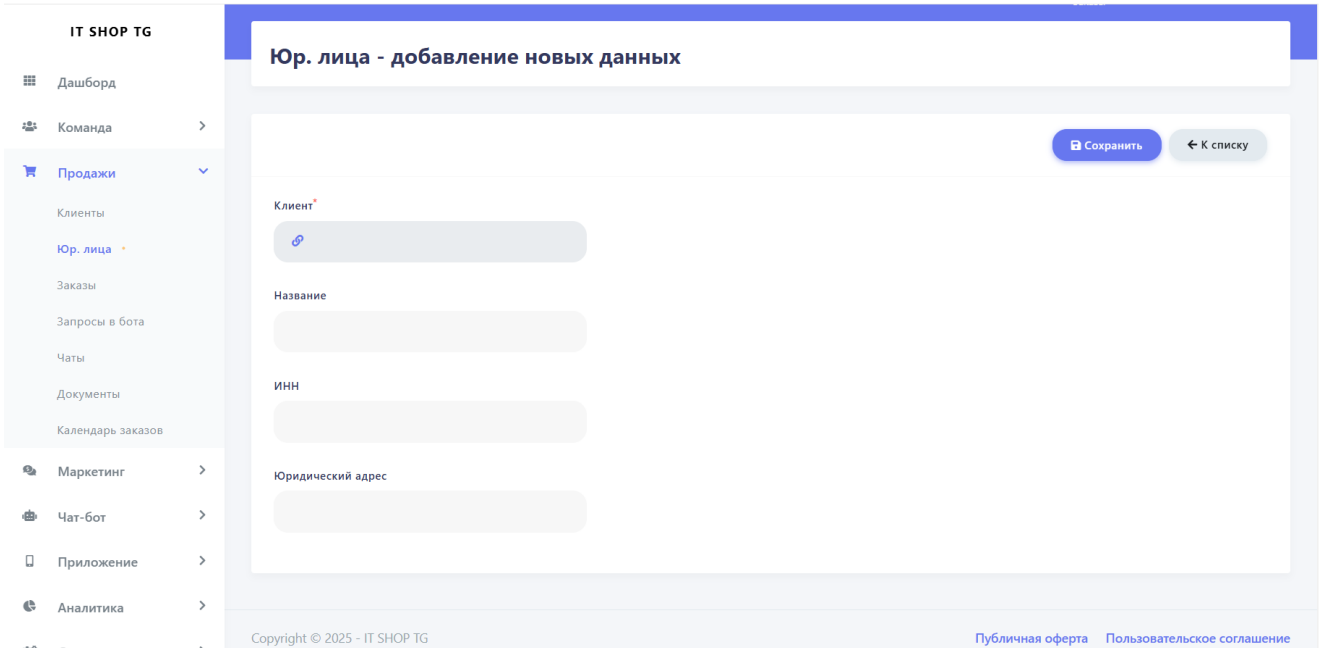 IT SHOP TG
Дашборд
Команда
Продажи
Клиенты
Юр. лица
Заказы
Запросы в бота
Чаты
Документы
Календарь заказов
Маркетинг
Чат-бот
Приложение
Аналитика
Юр. лица - добавление новых данных
Сохранить
К списку
Клиент*
Название
ИНН
Юридический адрес
Copyright © 2025 - IT SHOP TG
Публичная оферта Пользовательское соглашение